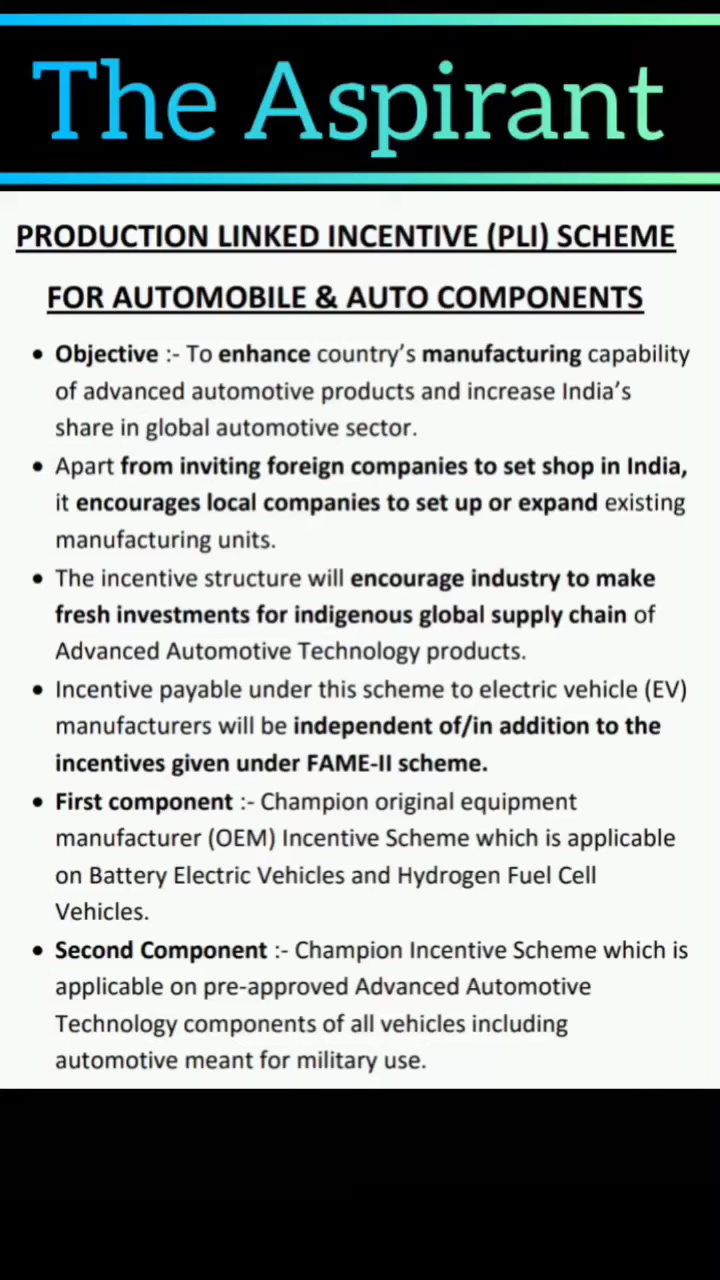 The Aspirant
PRODUCTION LINKED INCENTIVE (PLI) SCHEME
FOR AUTOMOBILE & AUTO COMPONENTS
• Objective :- To enhance country's manufacturing capability
of advanced automotive products and increase India's
share in global automotive sector.
• Apart from inviting foreign companies to set shop in India,
it encourages local companies to set up or expand existing
manufacturing units.
• The incentive structure will encourage industry to make
fresh investments for indigenous global supply chain of
Advanced Automotive Technology products.
• Incentive payable under this scheme to electric vehicle (EV)
manufacturers will be independent of/in addition to the
incentives given under FAME-II scheme.
• First component :- Champion original equipment
manufacturer (OEM) Incentive Scheme which is applicable
on Battery Electric Vehicles and Hydrogen Fuel Cell
Vehicles.
• Second Component :- Champion Incentive Scheme which is
applicable on pre-approved Advanced Automotive
Technology components of all vehicles including
automotive meant for military use.